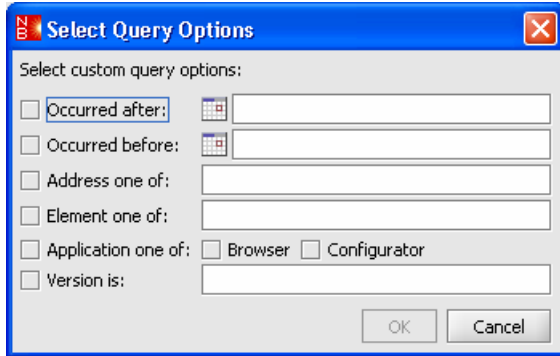 NB Select Query Options
Select custom query options:
Occurred after:
Occurred before:
Address one of:
Element one of:
Application one of: Browser Configurator
Version is:
OK Cancel